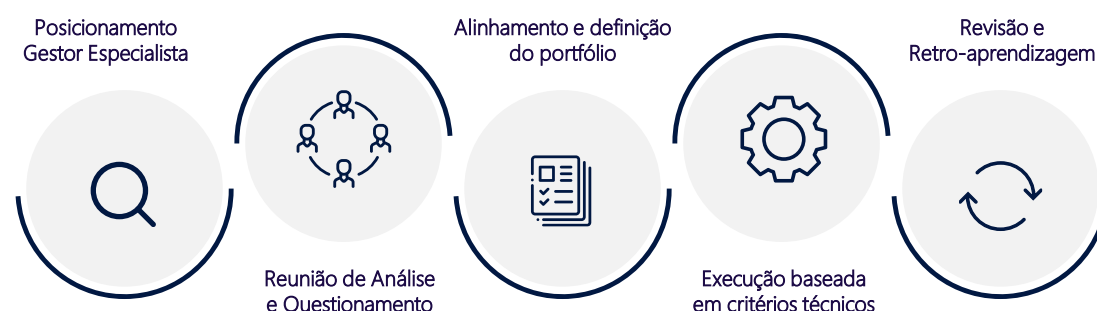 Posicionamento
Gestor Especialista
Reunião de Análise
e Questionamento
Alinhamento e definição
do portfólio
Execução baseada
em critérios técnicos
Revisão e
Retro-aprendizagem